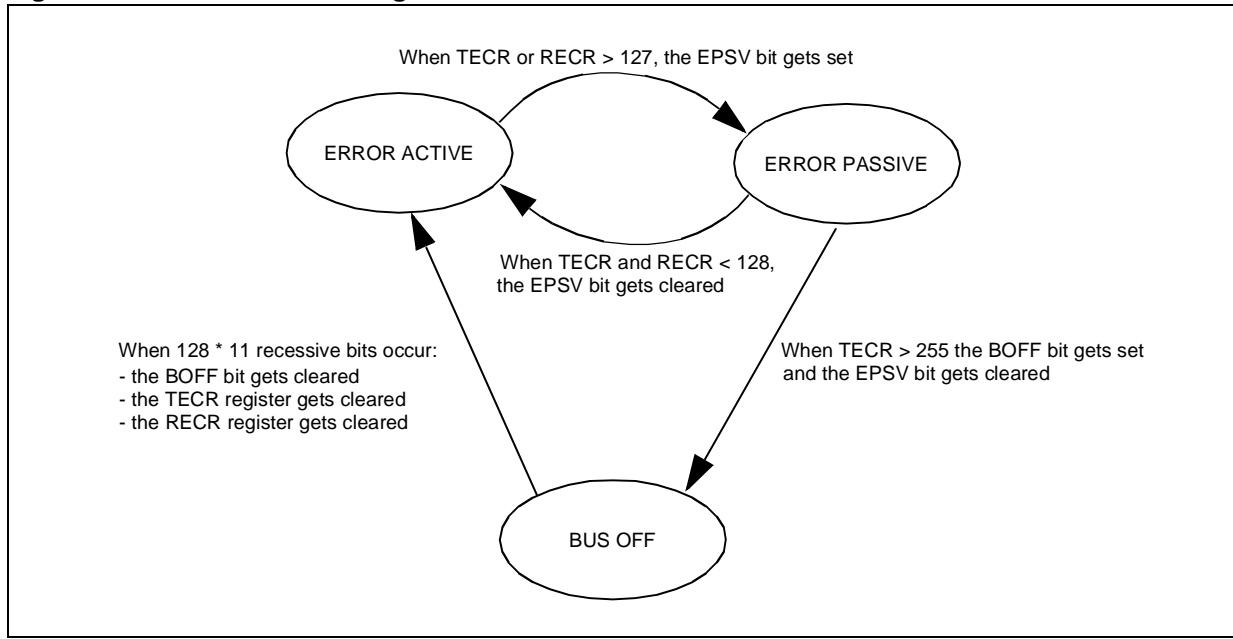 When TECR or RECR > 127, the EPSV bit gets set
ERROR ACTIVE
ERROR PASSIVE
When TECR and RECR < 128,
the EPSV bit gets cleared
When 128 * 11 recessive bits occur:
- the BOFF bit gets cleared
- the TECR register gets cleared
- the RECR register gets cleared
When TECR > 255 the BOFF bit gets set
and the EPSV bit gets cleared
BUS OFF